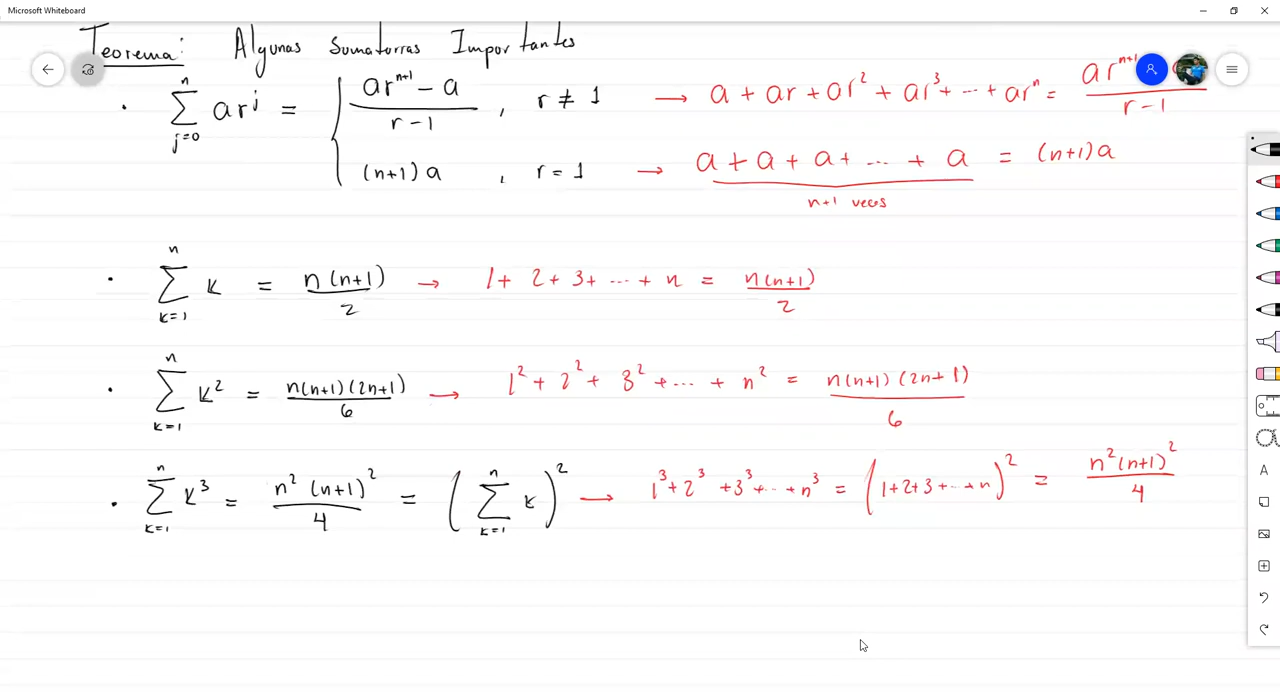 Microsoft Whiteboard
Teorema: Algunas Sumatorias Importantes
· ∑_{j=0}^{n} ar^j = { (ar^{n+1} − a)/(r−1) , r ≠ 1 → a + ar + ar² + ar³ + ··· + ar^n = ar^{n+1} /(r−1)
(n+1)a , r = 1 → a + a + a + ... + a = (n+1)a
n+1 veces
· ∑_{k=1}^{n} k = n(n+1)/2 → 1 + 2 + 3 + ··· + n = n(n+1)/2
· ∑_{k=1}^{n} k² = n(n+1)(2n+1)/6 → 1² + 2² + 3² + ··· + n² = n(n+1)(2n+1)/6
· ∑_{k=1}^{n} k³ = n²(n+1)²/4 = (∑_{k=1}^{n} k)² → 1³ + 2³ + 3³ + ··· + n³ = (1+2+3+···+n)² = n²(n+1)²/4
A